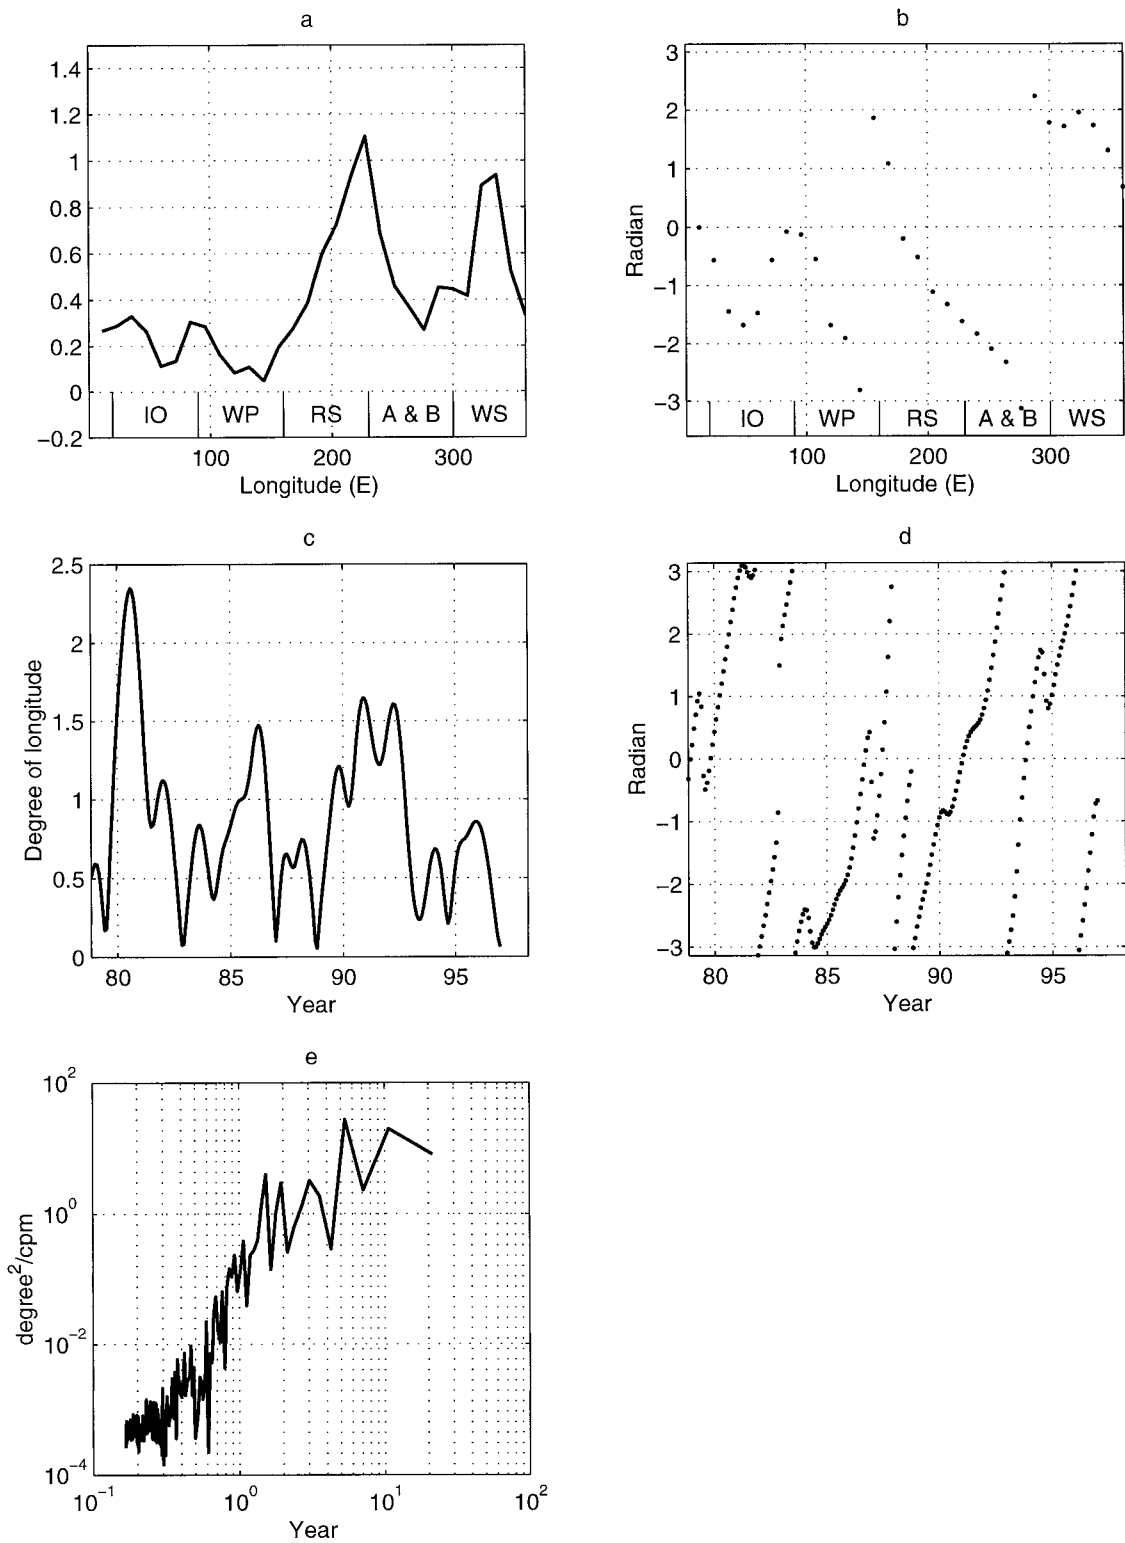 a
1.4
1.2
1
0.8
0.6
0.4
0.2
0
−0.2
IO WP RS A & B WS
100 200 300
Longitude (E)
b
3
2
1
0
−1
−2
−3
Radian
IO WP RS A & B WS
100 200 300
Longitude (E)
c
2.5
2
1.5
1
0.5
0
Degree of longitude
80 85 90 95
Year
d
3
2
1
0
−1
−2
−3
Radian
80 85 90 95
Year
e
10^2
10^0
10^−2
10^−4
degree^2/cpm
10^−1 10^0 10^1 10^2
Year